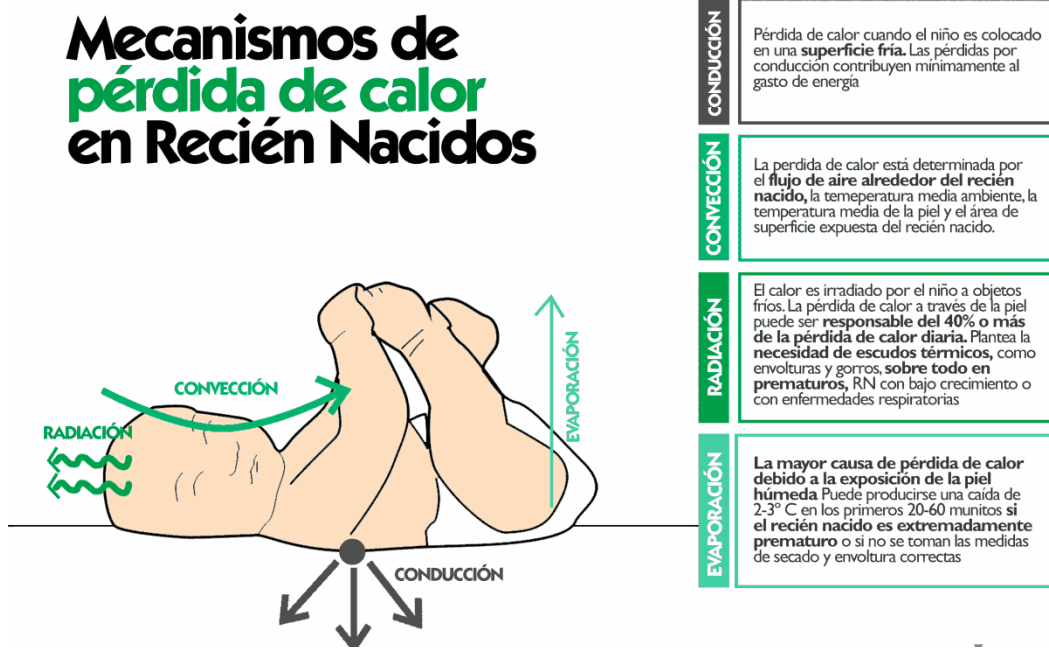 Mecanismos de
pérdida de calor
en Recién Nacidos
CONDUCCIÓN
Pérdida de calor cuando el niño es colocado
en una superficie fría. Las pérdidas por
conducción contribuyen mínimamente al
gasto de energía
CONVECCIÓN
La perdida de calor está determinada por
el flujo de aire alrededor del recién
nacido, la temeperatura media ambiente, la
temperatura media de la piel y el área de
superficie expuesta del recién nacido.
RADIACIÓN
El calor es irradiado por el niño a objetos
fríos. La pérdida de calor a través de la piel
puede ser responsable del 40% o más
de la pérdida de calor diaria. Plantea la
necesidad de escudos térmicos, como
envolturas y gorros, sobre todo en
prematuros, RN con bajo crecimiento o
con enfermedades respiratorias
EVAPORACIÓN
La mayor causa de pérdida de calor
debido a la exposición de la piel
húmeda Puede producirse una caída de
2-3º C en los primeros 20-60 munitos si
el recién nacido es extremadamente
prematuro o si no se toman las medidas
de secado y envoltura correctas
CONVECCIÓN
RADIACIÓN
EVAPORACIÓN
CONDUCCIÓN